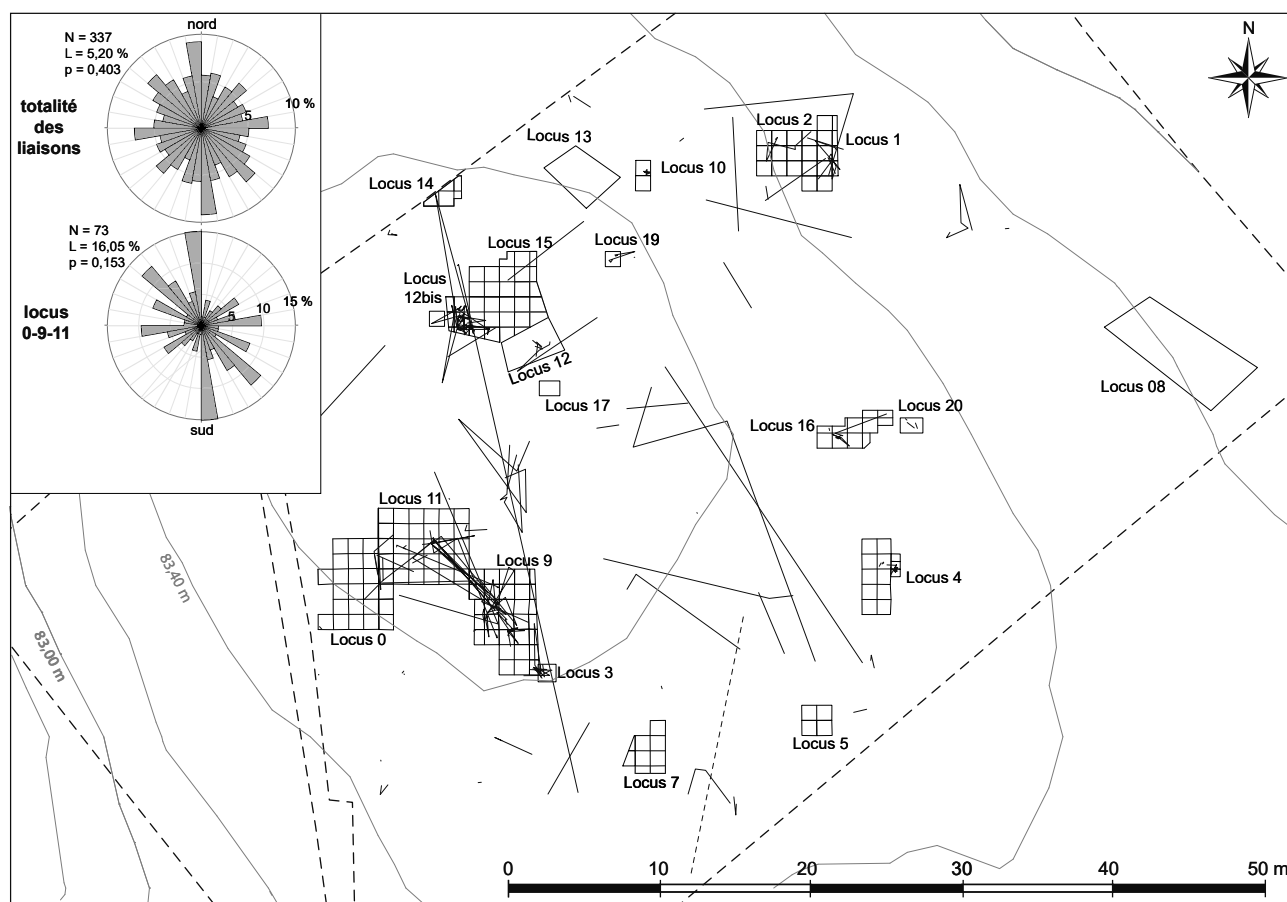 nord
N = 337
L = 5,20 %
p = 0,403
totalité
des
liaisons
5
10 %
N = 73
L = 16,05 %
p = 0,153
locus
0-9-11
5
10
15 %
sud
N
Locus 2
Locus 1
Locus 13
Locus 10
Locus 14
Locus 15
Locus 19
Locus
12bis
Locus 12
Locus 17
Locus 08
Locus 16
Locus 20
Locus 11
Locus 9
Locus 4
Locus 0
Locus 3
Locus 5
Locus 7
83,40 m
83,00 m
0
10
20
30
40
50 m